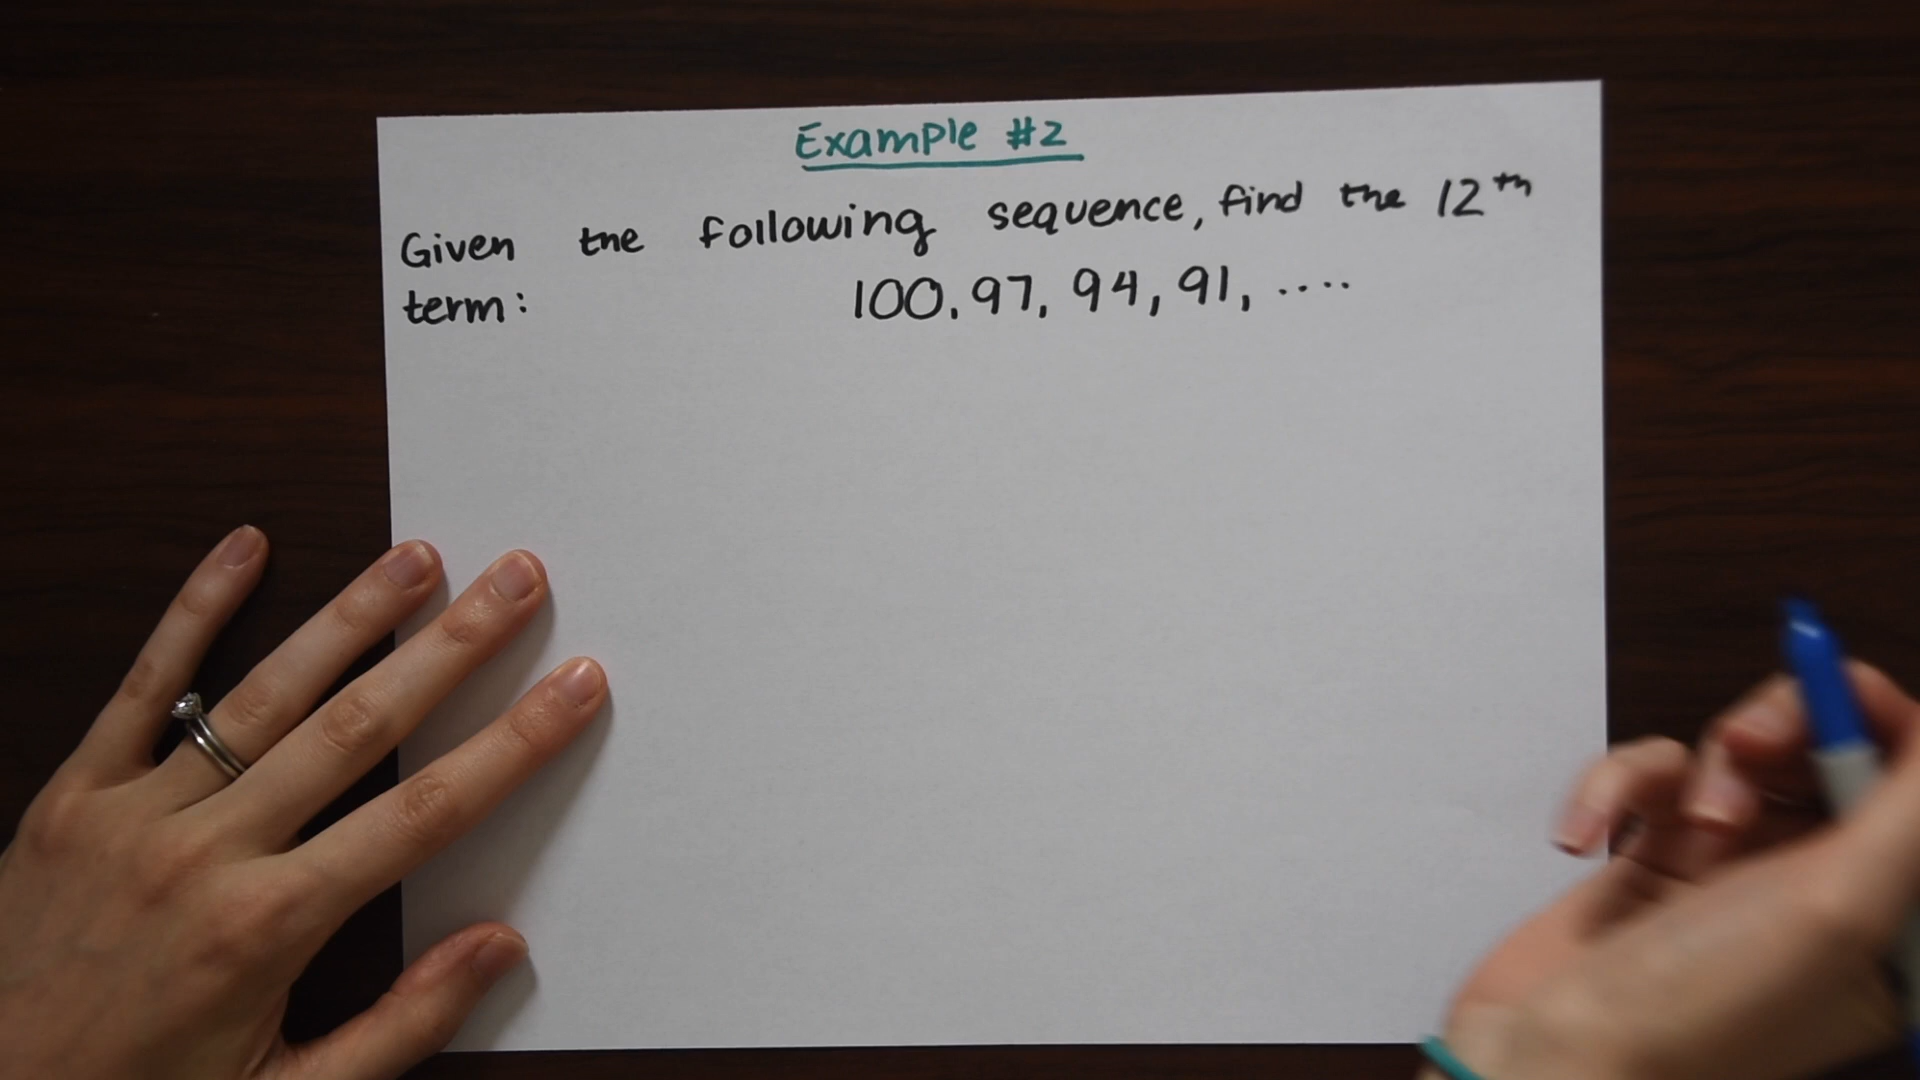 Example #2
Given the following sequence, find the 12th
term:
100, 97, 94, 91, ....